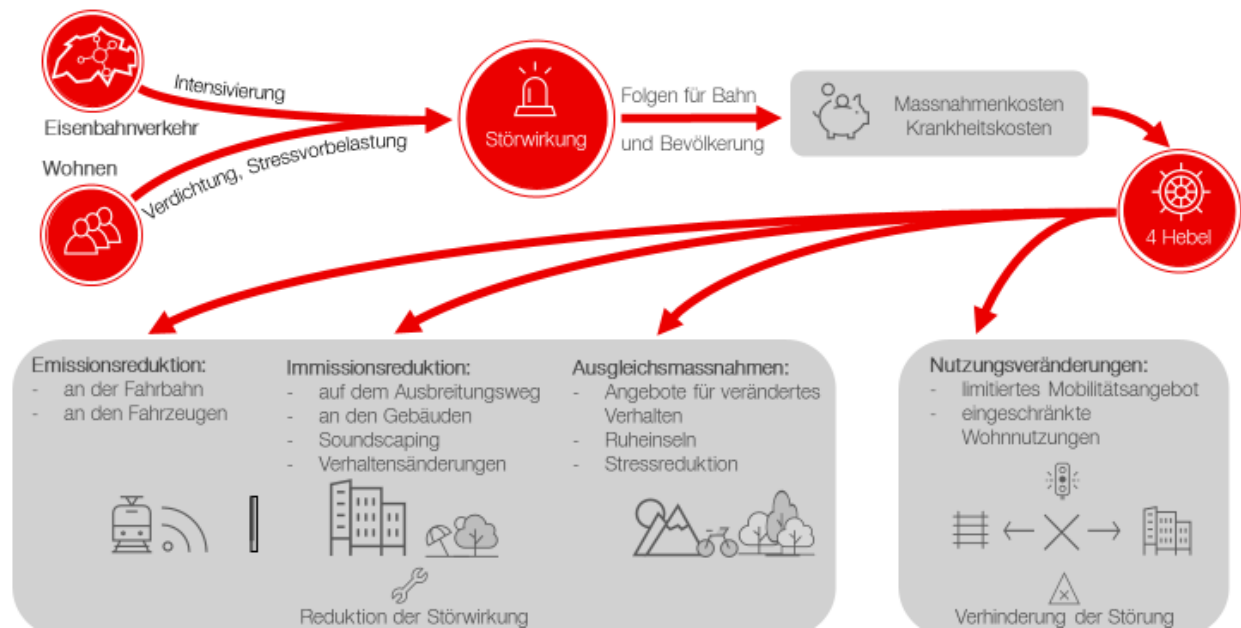 Intensivierung
Eisenbahnverkehr
Wohnen
Verdichtung, Stressvorbelastung
Störwirkung
Folgen für Bahn
und Bevölkerung
Massnahmenkosten
Krankheitskosten
4 Hebel
Emissionsreduktion:
- an der Fahrbahn
- an den Fahrzeugen
Immissionsreduktion:
- auf dem Ausbreitungsweg
- an den Gebäuden
- Soundscaping
- Verhaltensänderungen
Ausgleichsmassnahmen:
- Angebote für verändertes
Verhalten
- Ruheinseln
- Stressreduktion
Reduktion der Störwirkung
Nutzungsveränderungen:
- limitiertes Mobilitätsangebot
- eingeschränkte
Wohnnutzungen
Verhinderung der Störung